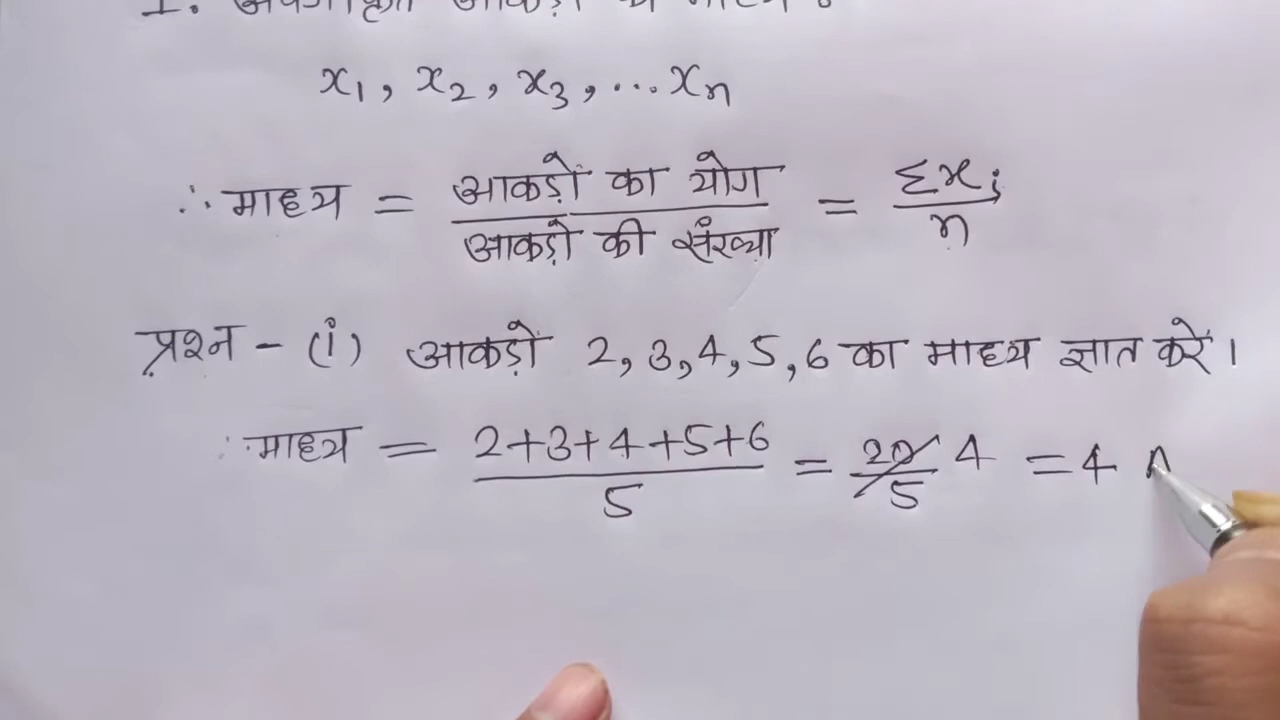 x₁, x₂, x₃, ... xₙ
∴ माध्य = आकड़ों का योग / आकड़ो की संख्या = Σxᵢ / n
प्रश्न - (i) आकड़ो 2, 3, 4, 5, 6 का माध्य ज्ञात करें।
∴ माध्य = 2+3+4+5+6 / 5 = 20 / 5 4 = 4